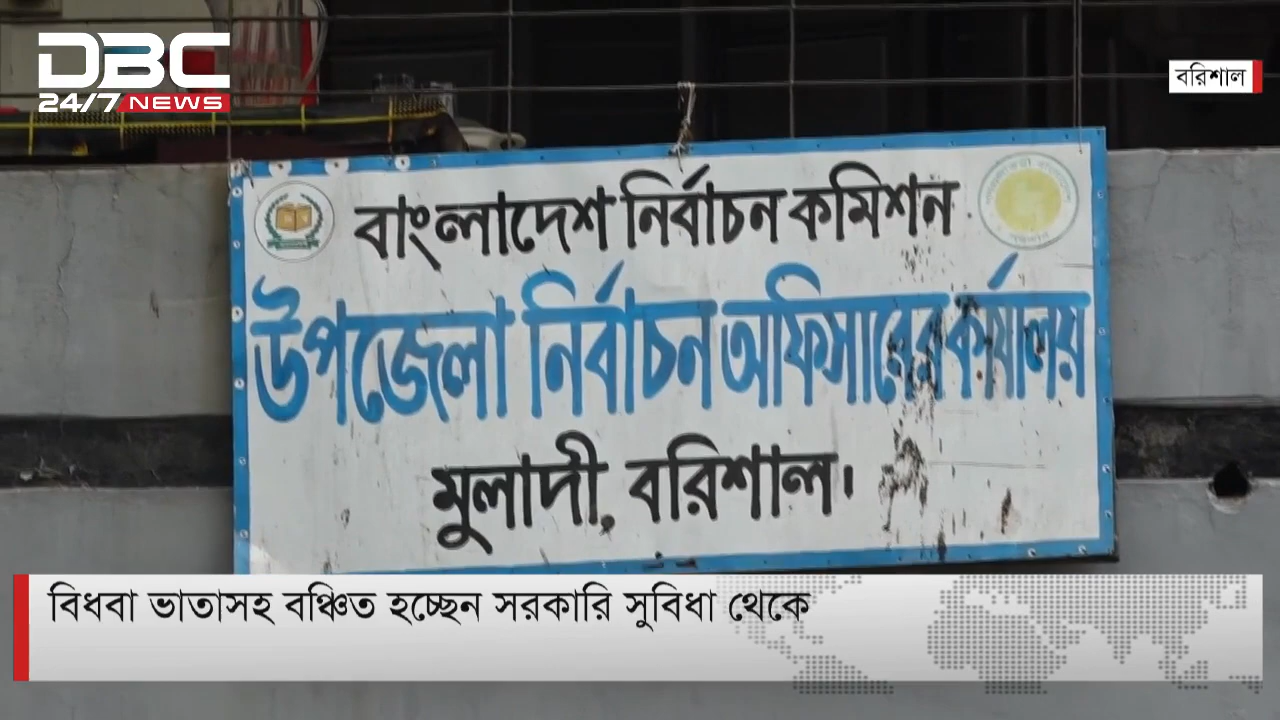 DBC
24/7 NEWS
বরিশাল
বাংলাদেশ নির্বাচন কমিশন
উপজেলা নির্বাচন অফিসারের কার্যালয়
মুলাদী, বরিশাল।
বিধবা ভাতাসহ বঞ্চিত হচ্ছেন সরকারি সুবিধা থেকে